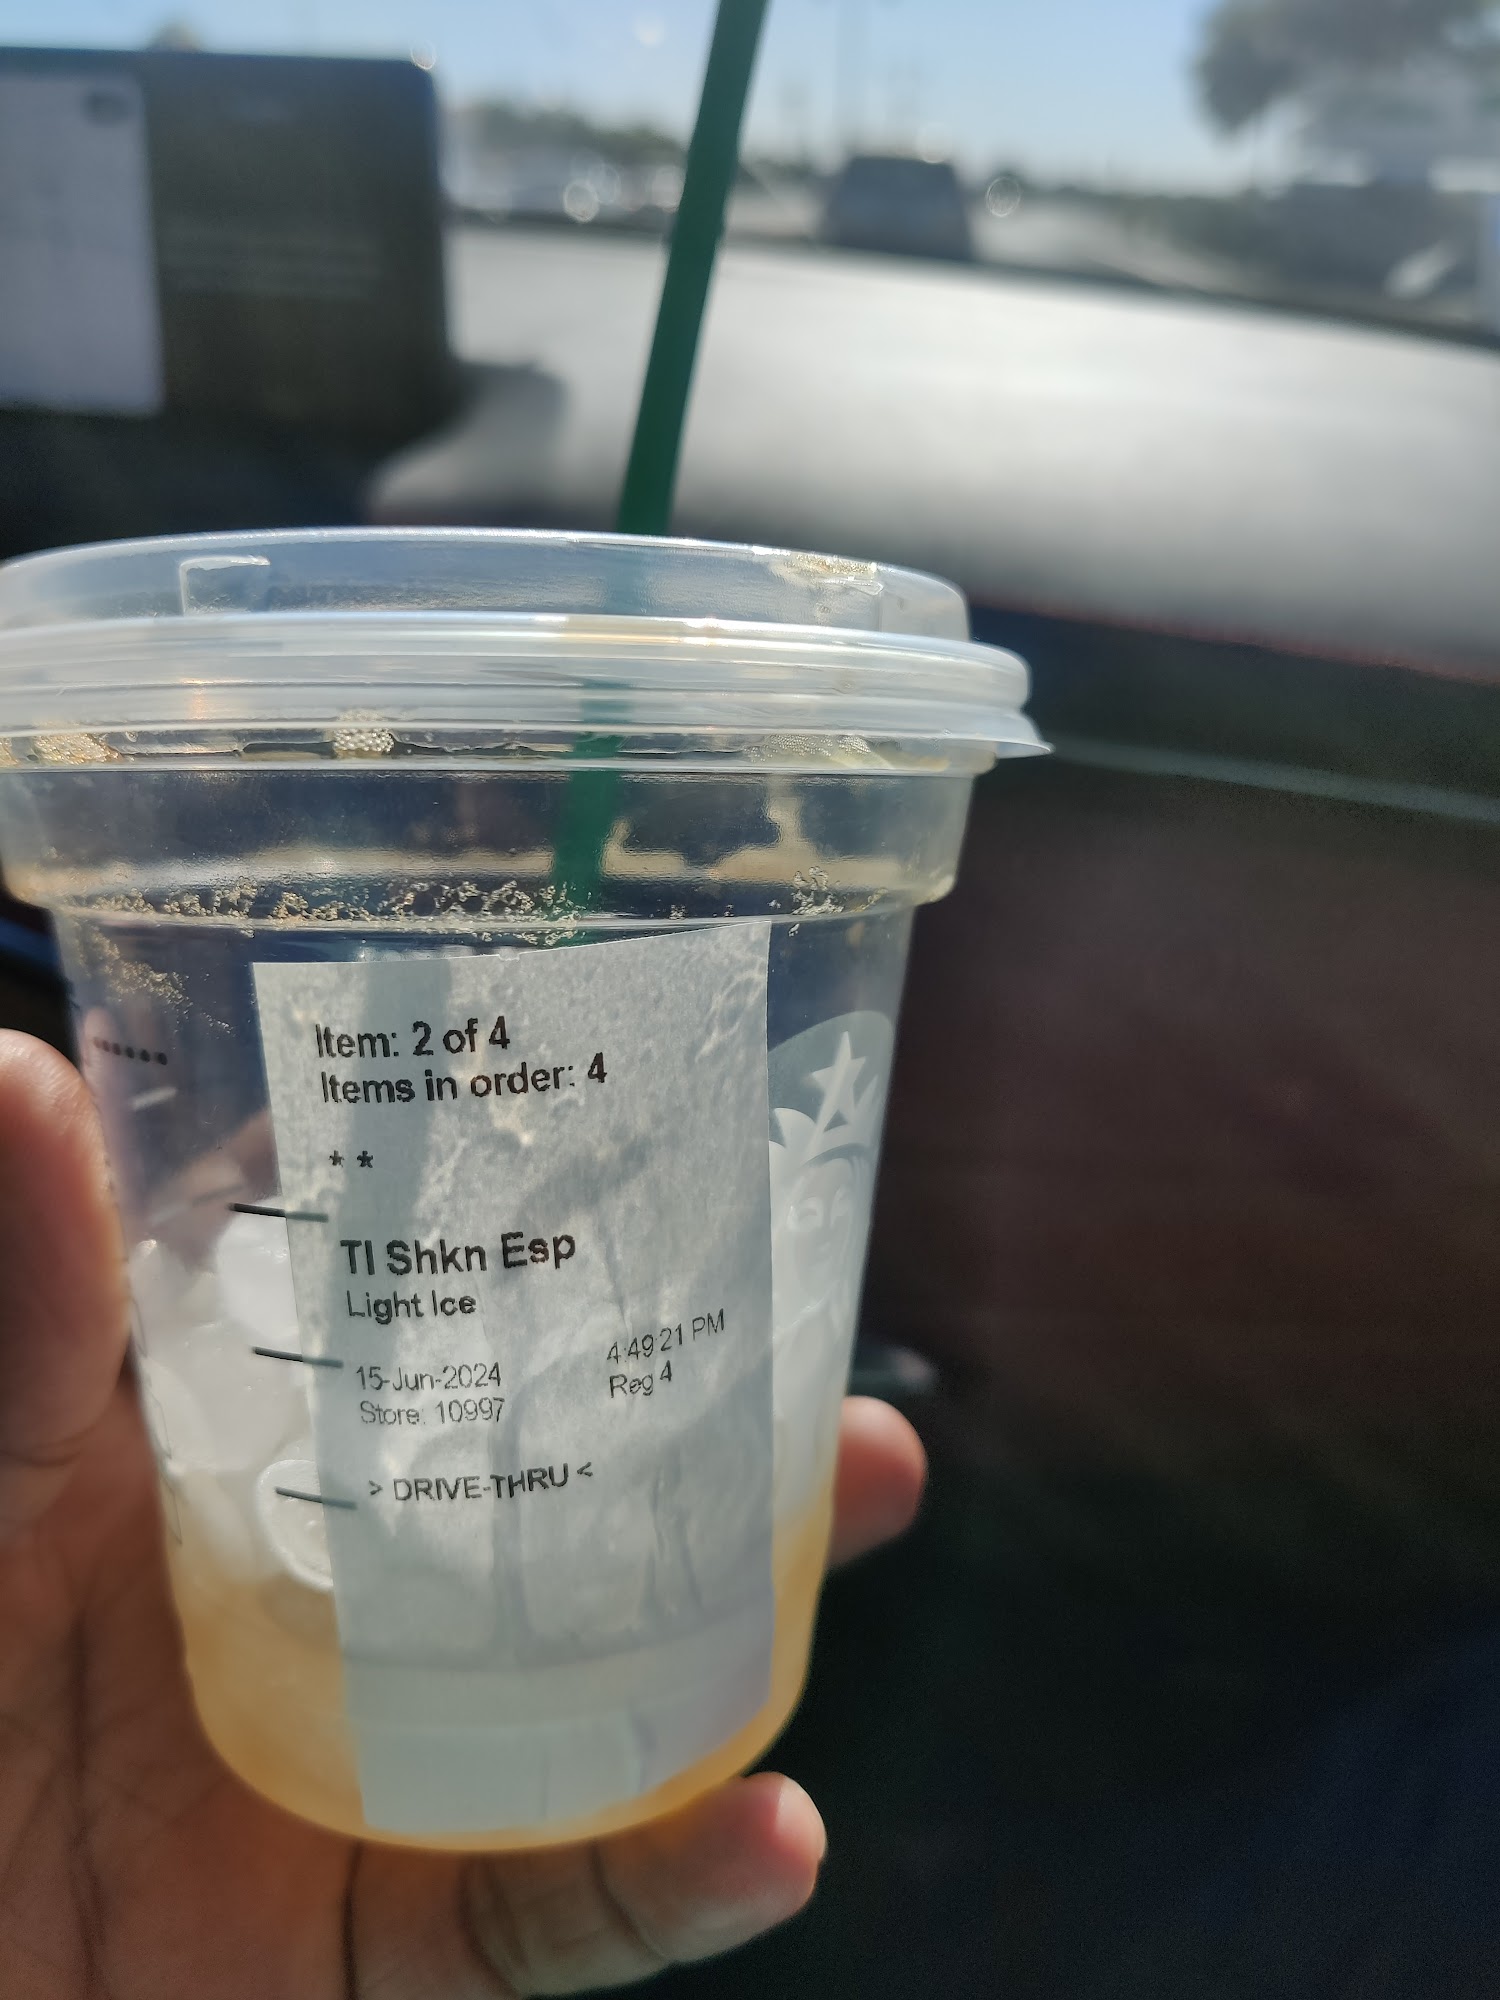 Item: 2 of 4
Items in order: 4
* *
Tl Shkn Esp
Light Ice
15-Jun-2024 4:49:21 PM
Store: 10997 Reg 4
> DRIVE-THRU <